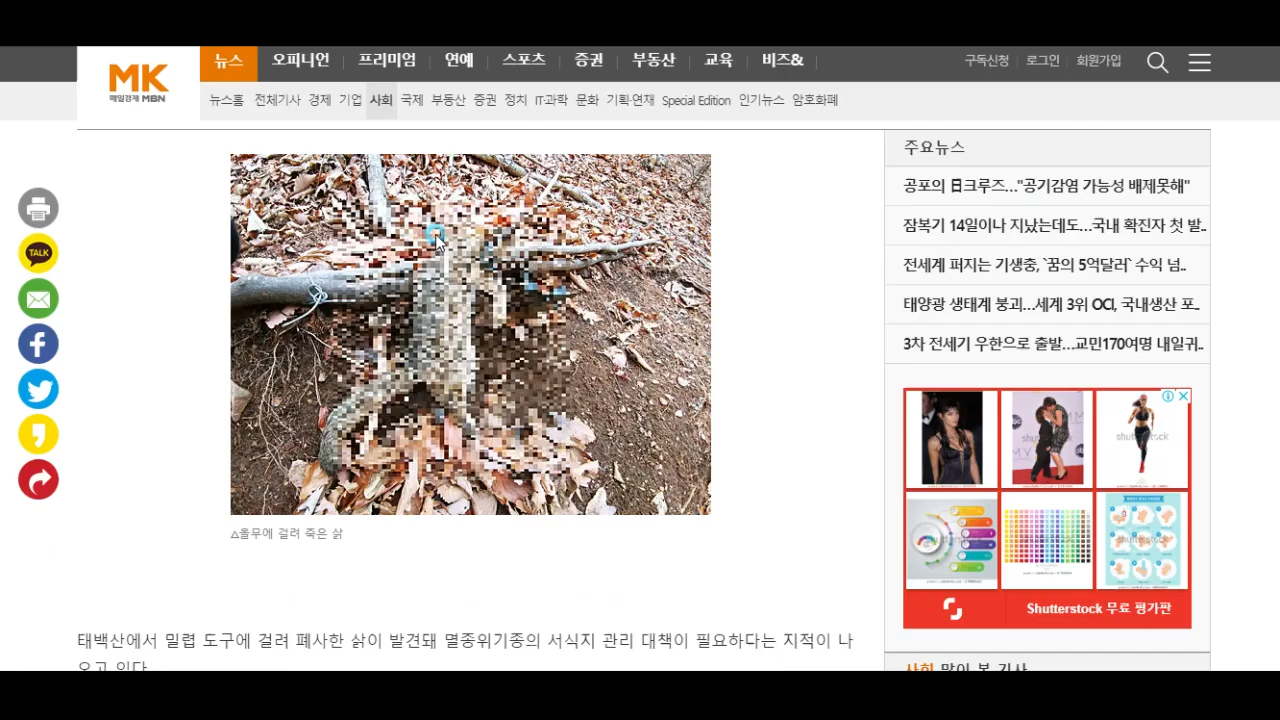 MK
매일경제 MBN
뉴스 오피니언 프리미엄 연예 스포츠 증권 부동산 교육 비즈&
구독신청 로그인 회원가입
뉴스홈 전체기사 경제 기업 사회 국제 부동산 증권 정치 IT·과학 문화 기획·연재 Special Edition 인기뉴스 암호화폐
TALK
△올무에 걸려 죽은 삵
태백산에서 밀렵 도구에 걸려 폐사한 삵이 발견돼 멸종위기종의 서식지 관리 대책이 필요하다는 지적이 나
오고 있다
주요뉴스
공포의 日크루즈…"공기감염 가능성 배제못해"
잠복기 14일이나 지났는데도…국내 확진자 첫 발..
전세계 퍼지는 기생충, `꿈의 5억달러` 수익 넘..
태양광 생태계 붕괴…세계 3위 OCI, 국내생산 포..
3차 전세기 우한으로 출발…교민170여명 내일귀..
Shutterstock 무료 평가판
사회 많이 본 기사